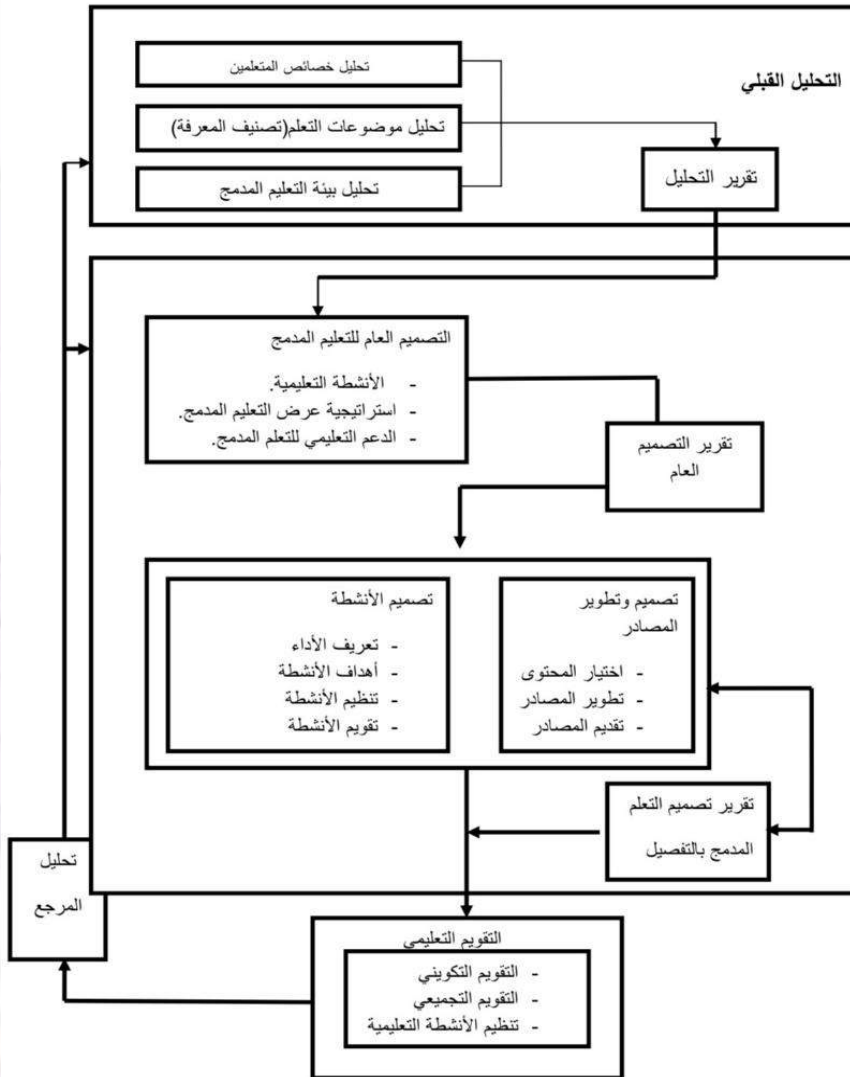 التحليل القبلي
تحليل خصائص المتعلمين
تحليل موضوعات التعلم(تصنيف المعرفة)
تحليل بيئة التعليم المدمج
تقرير التحليل
التصميم العام للتعليم المدمج
- الأنشطة التعليمية.
- استراتيجية عرض التعليم المدمج.
- الدعم التعليمي للتعلم المدمج.
تقرير التصميم
العام
تصميم وتطوير
المصادر
- اختيار المحتوى
- تطوير المصادر
- تقديم المصادر
تصميم الأنشطة
- تعريف الأداء
- أهداف الأنشطة
- تنظيم الأنشطة
- تقويم الأنشطة
تقرير تصميم التعلم
المدمج بالتفصيل
تحليل
المرجع
التقويم التعليمي
- التقويم التكويني
- التقويم التجميعي
- تنظيم الأنشطة التعليمية